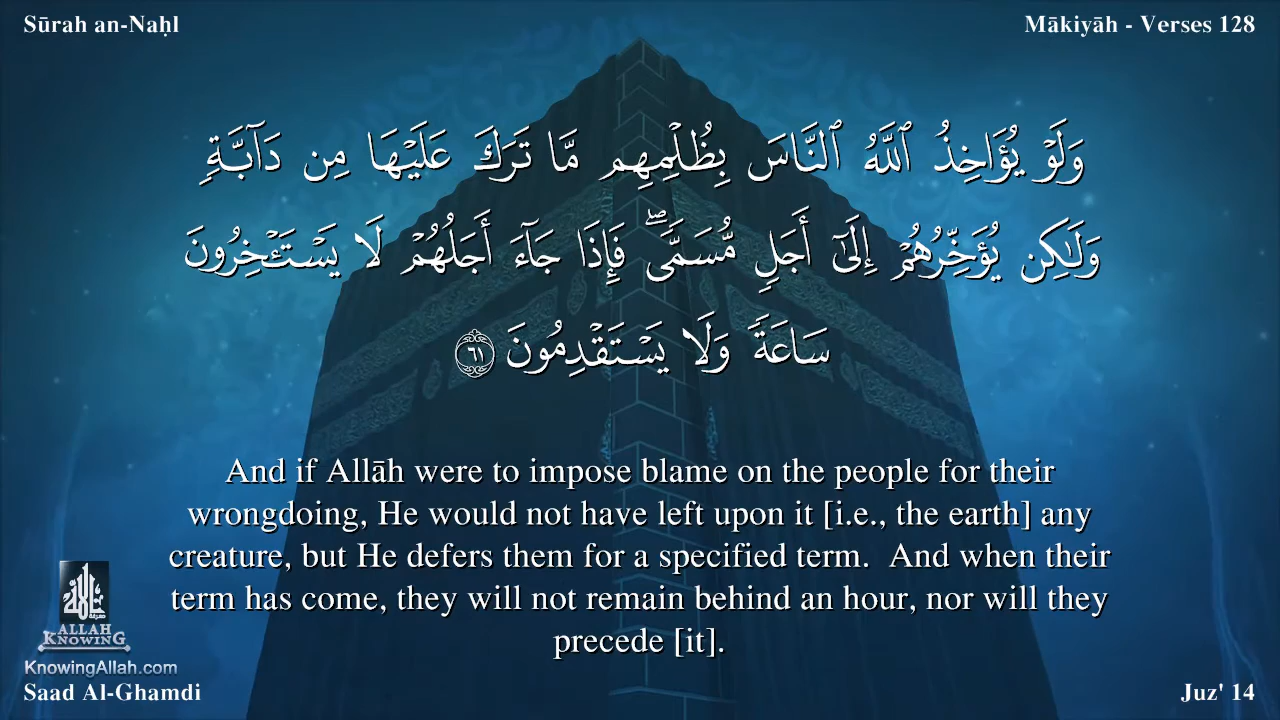 Sūrah an-Naḥl
Mākiyāh - Verses 128
وَلَوْ يُؤَاخِذُ ٱللَّهُ ٱلنَّاسَ بِظُلْمِهِم مَّا تَرَكَ عَلَيْهَا مِن دَآبَّةٍۢ
وَلَـٰكِن يُؤَخِّرُهُمْ إِلَىٰٓ أَجَلٍۢ مُّسَمًّى ۖ فَإِذَا جَآءَ أَجَلُهُمْ لَا يَسْتَـْٔخِرُونَ
سَاعَةًۭ وَلَا يَسْتَقْدِمُونَ ٦١
And if Allāh were to impose blame on the people for their
wrongdoing, He would not have left upon it [i.e., the earth] any
creature, but He defers them for a specified term.  And when their
term has come, they will not remain behind an hour, nor will they
precede [it].
ALLAH
KNOWING
KnowingAllah.com
Saad Al-Ghamdi
Juz' 14